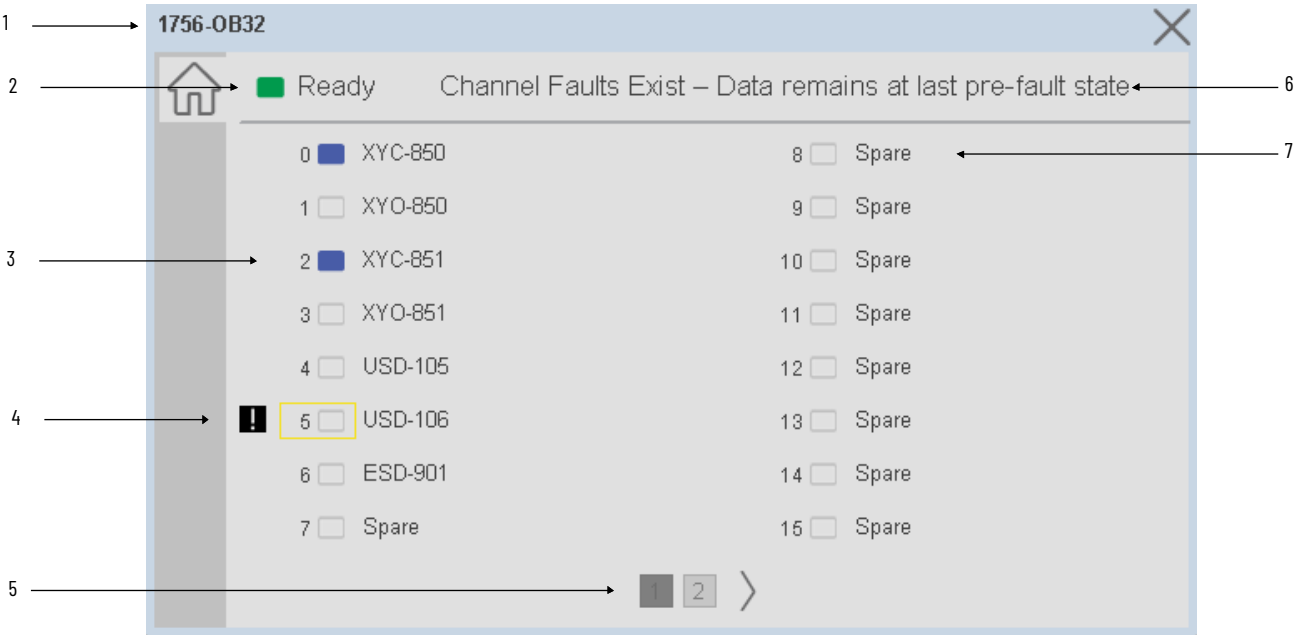 1
1756-OB32
2
Ready
Channel Faults Exist – Data remains at last pre-fault state
6
0 XYC-850
8 Spare
7
1 XYO-850
9 Spare
3
2 XYC-851
10 Spare
3 XYO-851
11 Spare
4 USD-105
12 Spare
4
!
5 USD-106
13 Spare
6 ESD-901
14 Spare
7 Spare
15 Spare
5
1 2